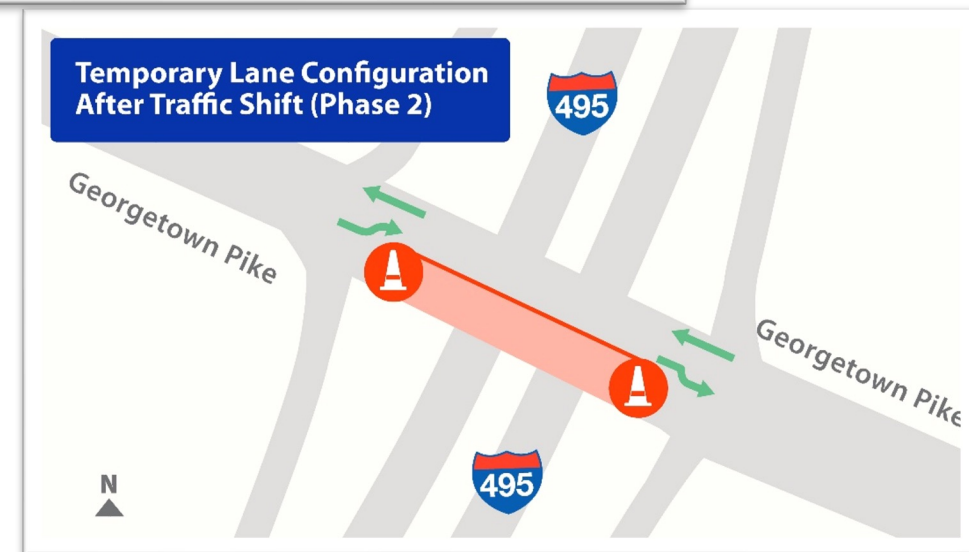 Temporary Lane Configuration
After Traffic Shift (Phase 2)
495
Georgetown Pike
Georgetown Pike
495
N